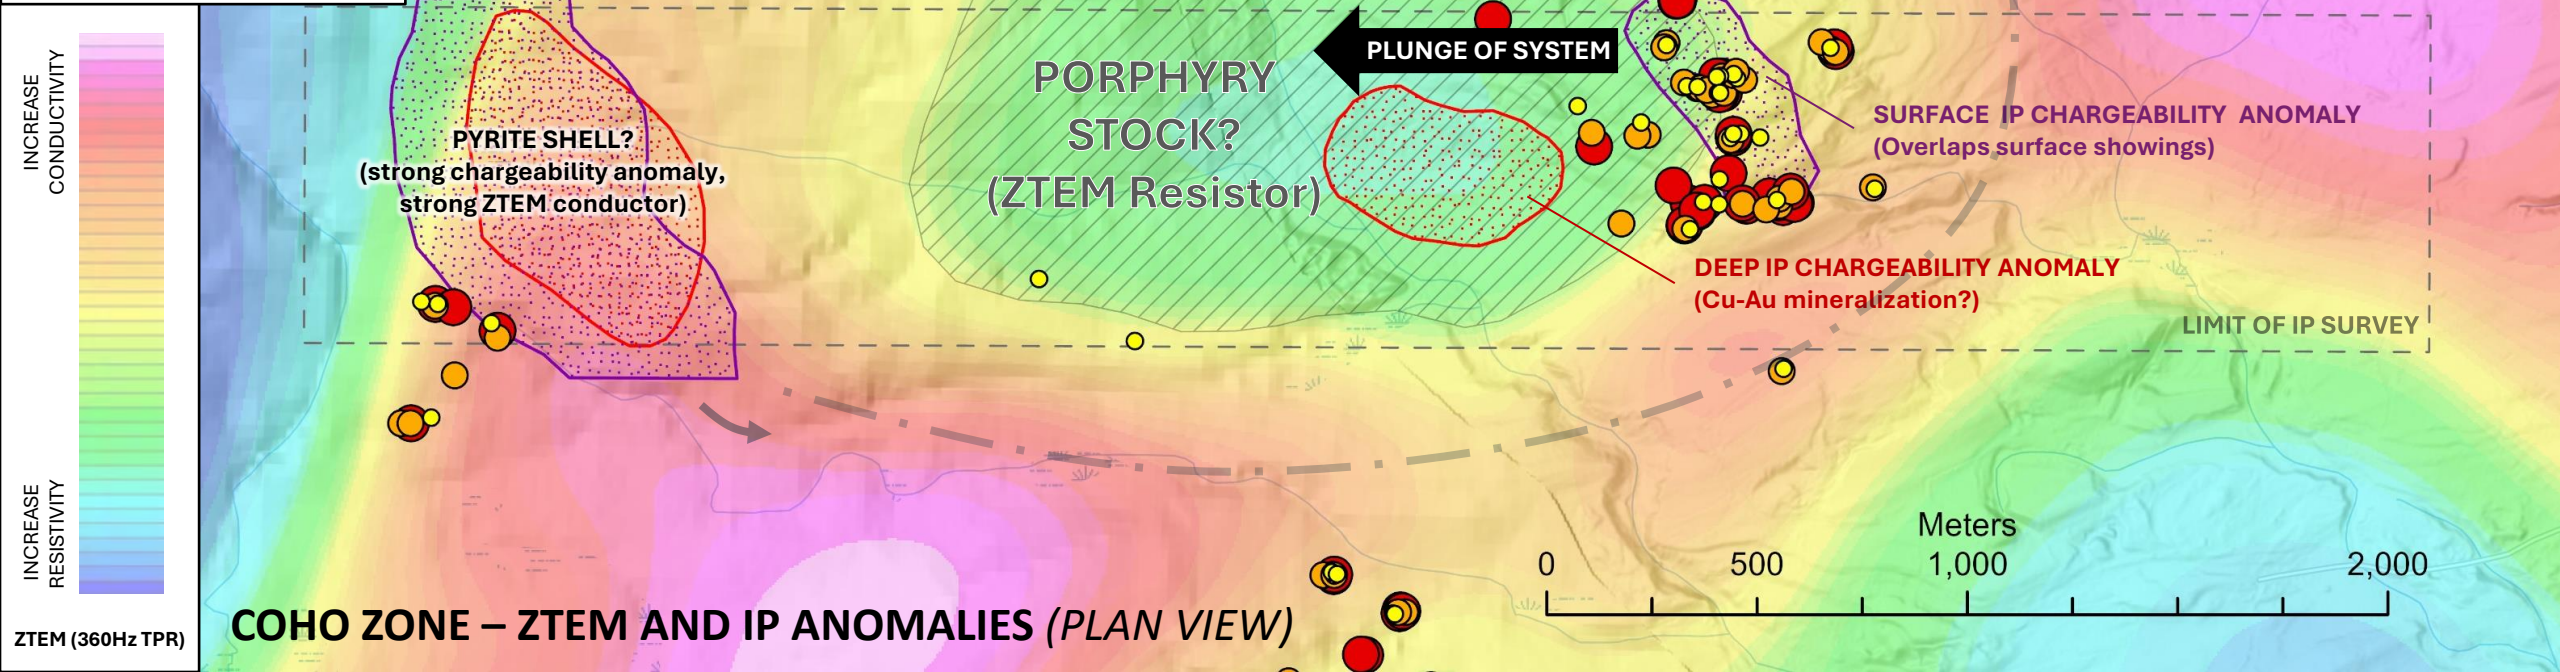 INCREASE
CONDUCTIVITY
INCREASE
RESISTIVITY
ZTEM (360Hz TPR)
PYRITE SHELL?
(strong chargeability anomaly,
strong ZTEM conductor)
PORPHYRY
STOCK?
(ZTEM Resistor)
PLUNGE OF SYSTEM
SURFACE IP CHARGEABILITY ANOMALY
(Overlaps surface showings)
DEEP IP CHARGEABILITY ANOMALY
(Cu-Au mineralization?)
LIMIT OF IP SURVEY
Meters
0 500 1,000 2,000
COHO ZONE – ZTEM AND IP ANOMALIES (PLAN VIEW)